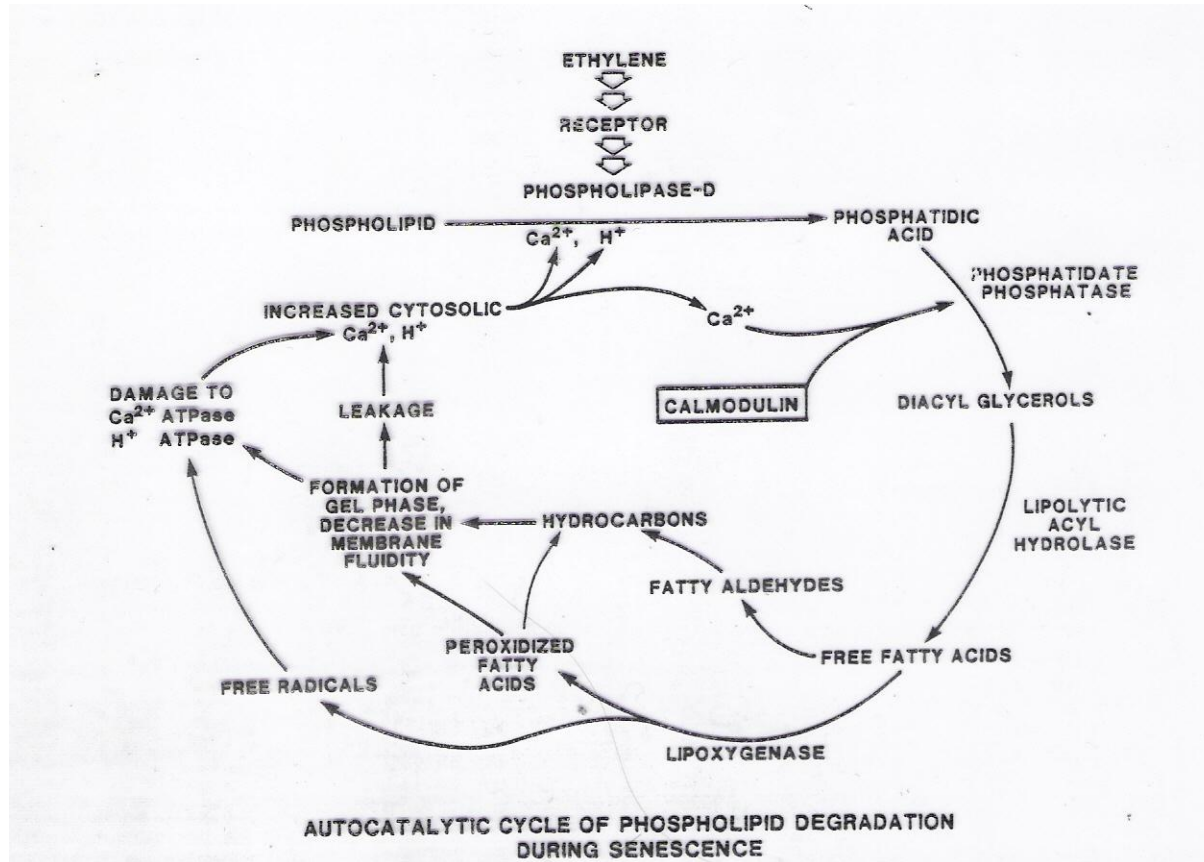 ETHYLENE
RECEPTOR
PHOSPHOLIPASE-D
PHOSPHOLIPID
Ca2+, H+
PHOSPHATIDIC
ACID
PHOSPHATIDATE
PHOSPHATASE
INCREASED CYTOSOLIC
Ca2+, H+
Ca2+
DAMAGE TO
Ca2+ ATPase
H+ ATPase
LEAKAGE
CALMODULIN
DIACYL GLYCEROLS
FORMATION OF
GEL PHASE,
DECREASE IN
MEMBRANE
FLUIDITY
HYDROCARBONS
LIPOLYTIC
ACYL
HYDROLASE
FATTY ALDEHYDES
PEROXIDIZED
FATTY
ACIDS
FREE FATTY ACIDS
FREE RADICALS
LIPOXYGENASE
AUTOCATALYTIC CYCLE OF PHOSPHOLIPID DEGRADATION
DURING SENESCENCE